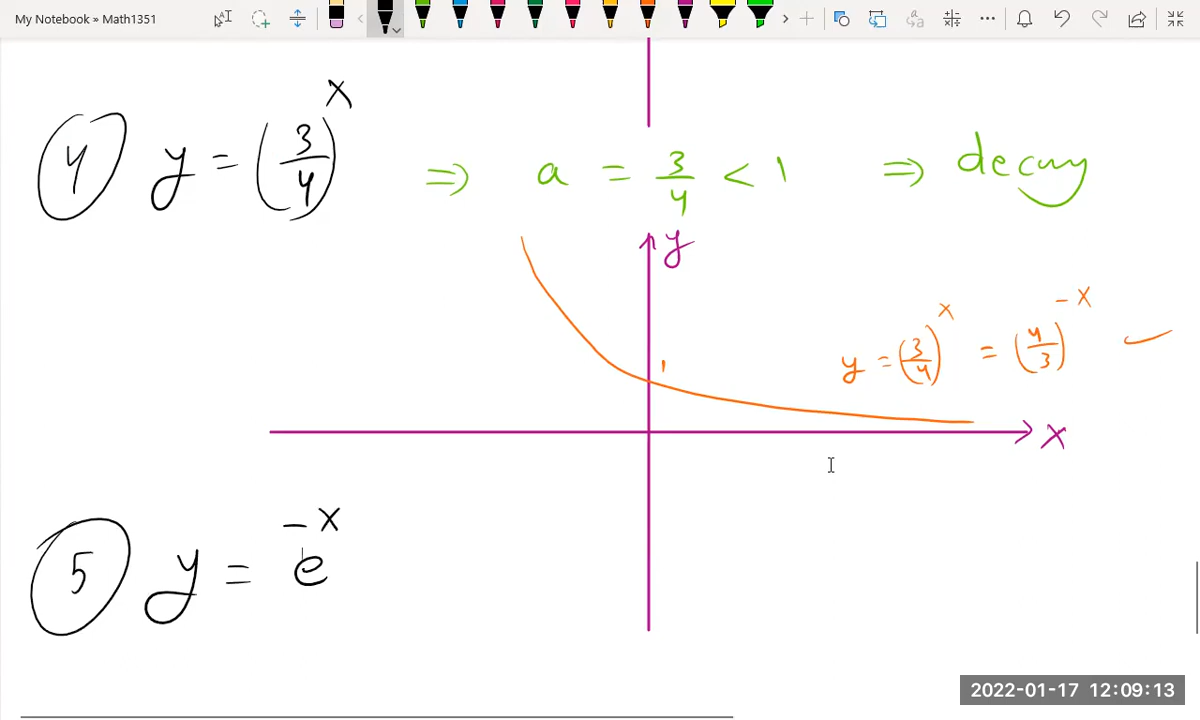 My Notebook » Math1351
④ y = (3/4)^x ⇒ a = 3/4 < 1 ⇒ decay
y
1
y = (3/4)^x = (4/3)^-x ✓
x
⑤ y = e^-x
2022-01-17 12:09:13